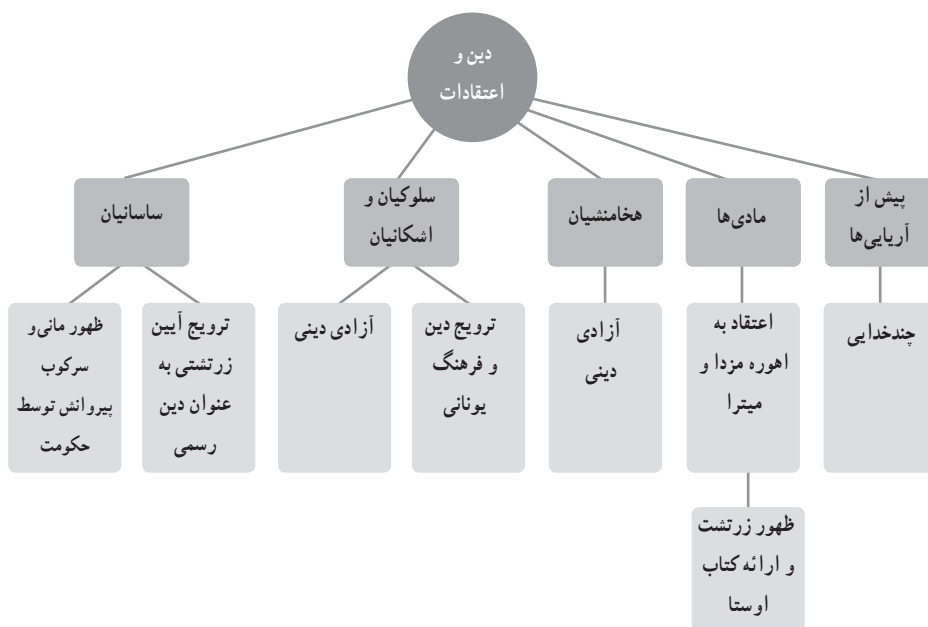 دین و
اعتقادات
پیش از
آریایی‌ها
مادی‌ها
هخامنشیان
سلوکیان و
اشکانیان
ساسانیان
چندخدایی
اعتقاد به
اهوره مزدا و
میترا
آزادی
دینی
ترویج دین
و فرهنگ
یونانی
آزادی دینی
ترویج آیین
زرتشتی به
عنوان دین
رسمی
ظهور مانی و
سرکوب
پیروانش توسط
حکومت
ظهور زرتشت
و ارائه کتاب
اوستا